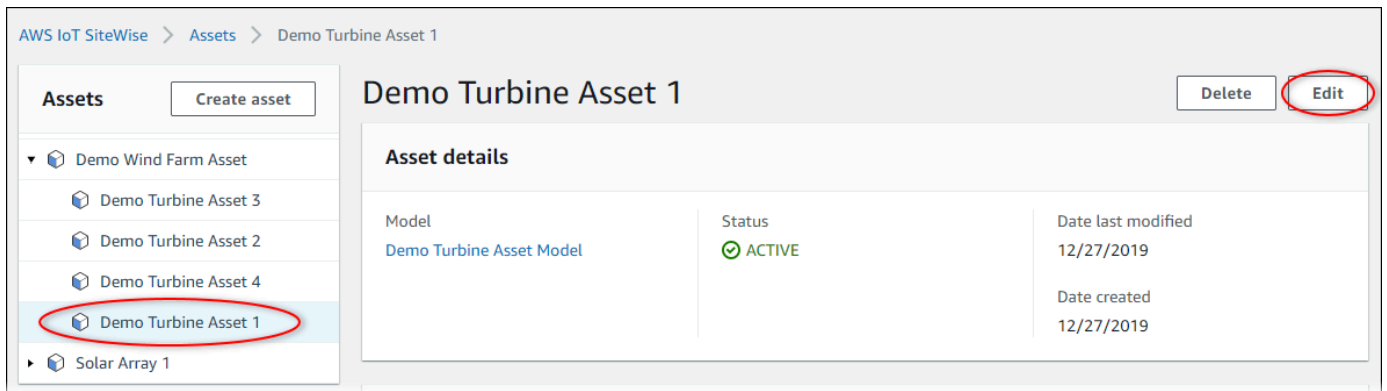 AWS IoT SiteWise > Assets > Demo Turbine Asset 1
Assets
Create asset
Demo Wind Farm Asset
Demo Turbine Asset 3
Demo Turbine Asset 2
Demo Turbine Asset 4
Demo Turbine Asset 1
Solar Array 1
Demo Turbine Asset 1
Delete
Edit
Asset details
Model
Demo Turbine Asset Model
Status
ACTIVE
Date last modified
12/27/2019
Date created
12/27/2019